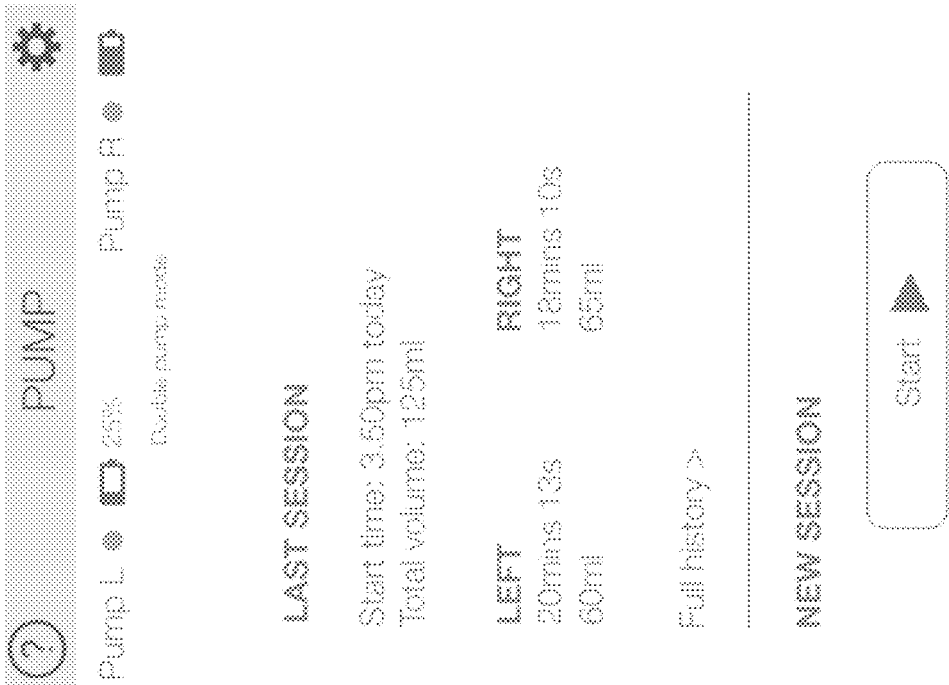 ? PUMP
Pump L 25% Pump R
Double pump mode
LAST SESSION
Start time: 3.50pm today
Total volume: 125ml
LEFT RIGHT
20mins 13s 18mins 10s
60ml 65ml
Full history >
NEW SESSION
Start